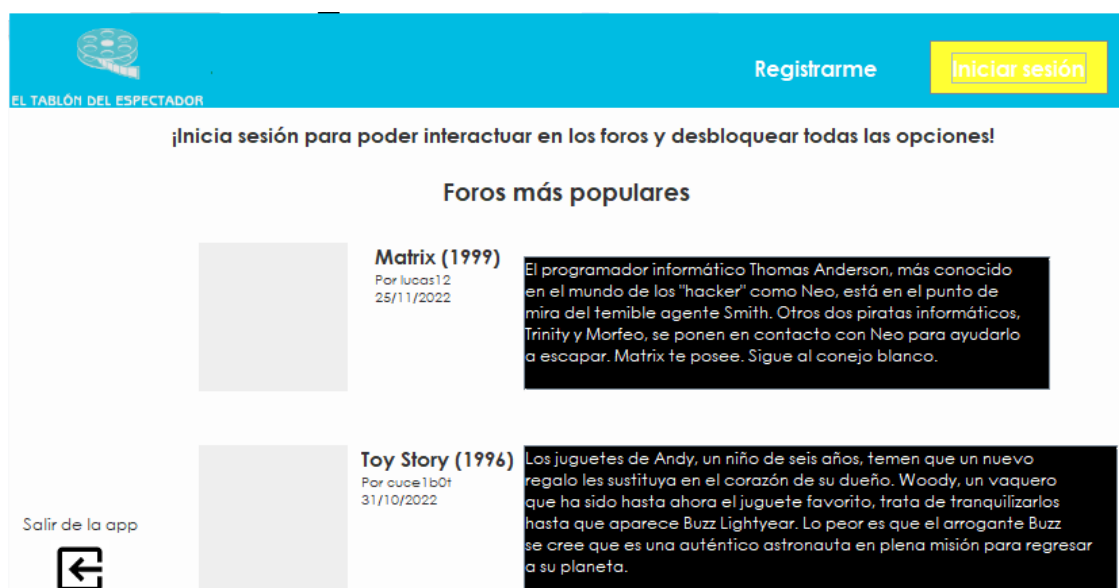 EL TABLÓN DEL ESPECTADOR
Registrarme
Iniciar sesión
¡Inicia sesión para poder interactuar en los foros y desbloquear todas las opciones!
Foros más populares
Matrix (1999)
Por lucas12
25/11/2022
El programador informático Thomas Anderson, más conocido
en el mundo de los "hacker" como Neo, está en el punto de
mira del temible agente Smith. Otros dos piratas informáticos,
Trinity y Morfeo, se ponen en contacto con Neo para ayudarlo
a escapar. Matrix te posee. Sigue al conejo blanco.
Toy Story (1996)
Por cuce1b0t
31/10/2022
Los juguetes de Andy, un niño de seis años, temen que un nuevo
regalo les sustituya en el corazón de su dueño. Woody, un vaquero
que ha sido hasta ahora el juguete favorito, trata de tranquilizarlos
hasta que aparece Buzz Lightyear. Lo peor es que el arrogante Buzz
se cree que es una auténtico astronauta en plena misión para regresar
a su planeta.
Salir de la app